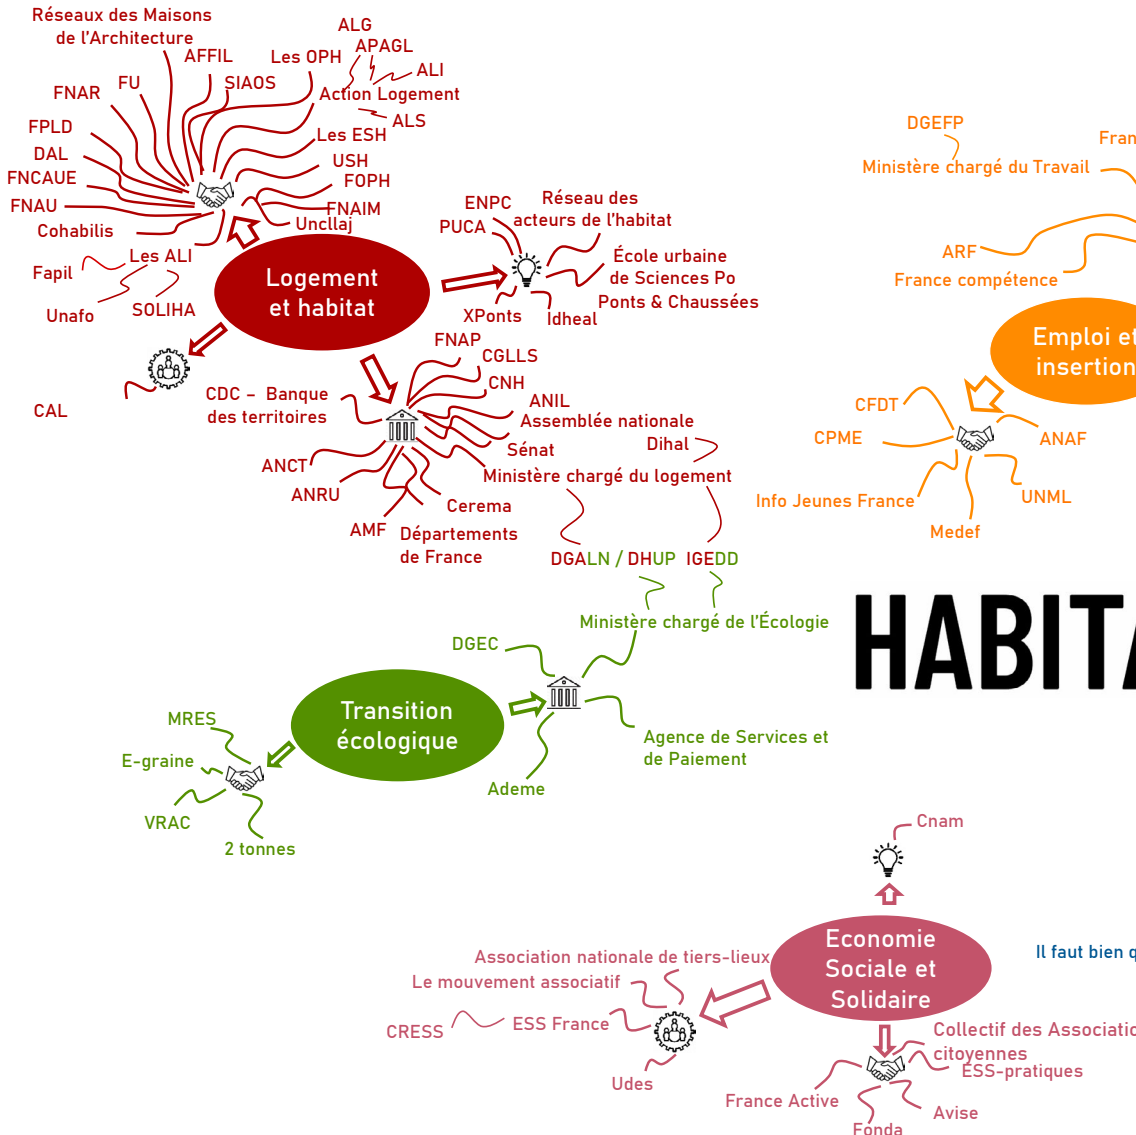 Réseaux des Maisons
de l'Architecture
ALG
APAGL
AFFIL
Les OPH
ALI
FU
SIAOS
Action Logement
FNAR
ALS
FPLD
Les ESH
DAL
USH
FNCAUE
FOPH
FNAU
FNAIM
Cohabilis
Uncllaj
Les ALI
Fapil
Unafo
SOLIHA
Logement
et habitat
ENPC
PUCA
Réseau des
acteurs de l'habitat
École urbaine
de Sciences Po
Ponts & Chaussées
XPonts
Idheal
CAL
FNAP
CGLLS
CNH
CDC – Banque
des territoires
ANIL
Assemblée nationale
Sénat
Dihal
Ministère chargé du logement
ANCT
ANRU
Cerema
AMF
Départements
de France
DGALN / DHUP
IGEDD
Ministère chargé de l'Écologie
DGEC
Transition
écologique
Agence de Services et
de Paiement
Ademe
MRES
E-graine
VRAC
2 tonnes
DGEFP
Fran
Ministère chargé du Travail
ARF
France compétence
Emploi et
insertion
CFDT
CPME
ANAF
Info Jeunes France
UNML
Medef
HABITA
Cnam
Economie
Sociale et
Solidaire
Il faut bien q
Association nationale de tiers-lieux
Le mouvement associatif
CRESS
ESS France
Udes
Collectif des Associatio
citoyennes
ESS-pratiques
France Active
Avise
Fonda